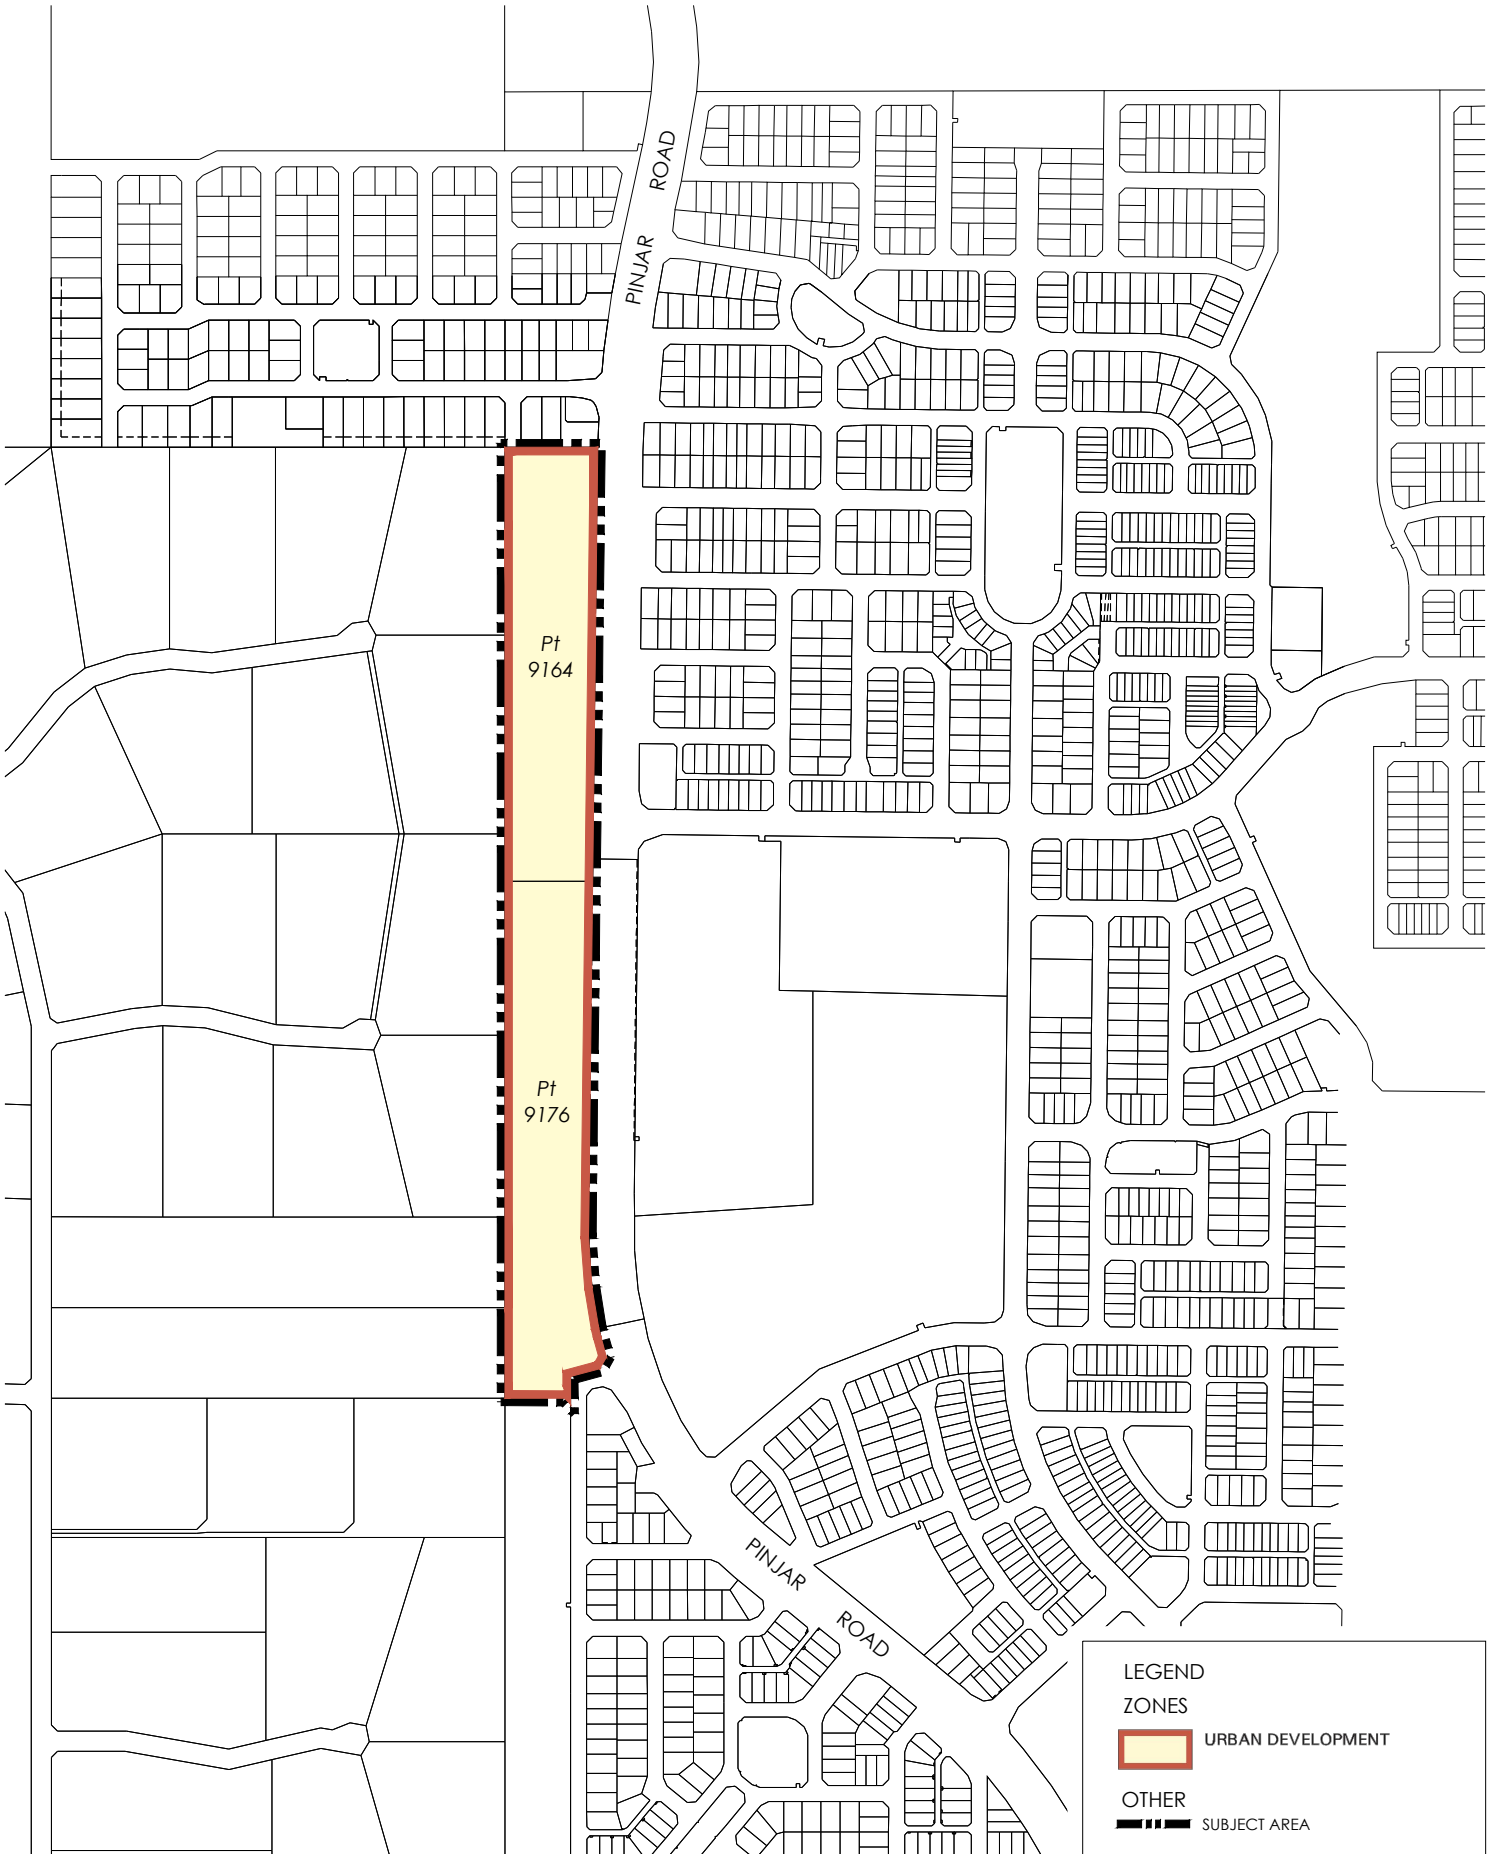 ROAD
PINJAR
Pt
9164
Pt
9176
PINJAR
ROAD
LEGEND
ZONES
URBAN DEVELOPMENT
OTHER
SUBJECT AREA